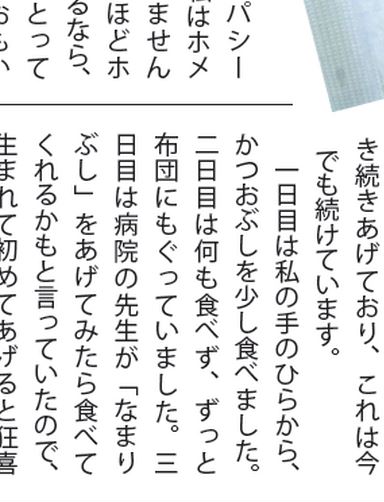 パシー
はホメ
ません
ほどホ
るなら、
とって
おもい
き続きあげており、これは今
でも続けています。
一日目は私の手のひらから、
かつおぶしを少し食べました。
二日目は何も食べず、ずっと
布団にもぐっていました。三
日目は病院の先生が「なまり
ぶし」をあげてみたら食べて
くれるかもと言っていたので、
生まれて初めてあげると狂喜